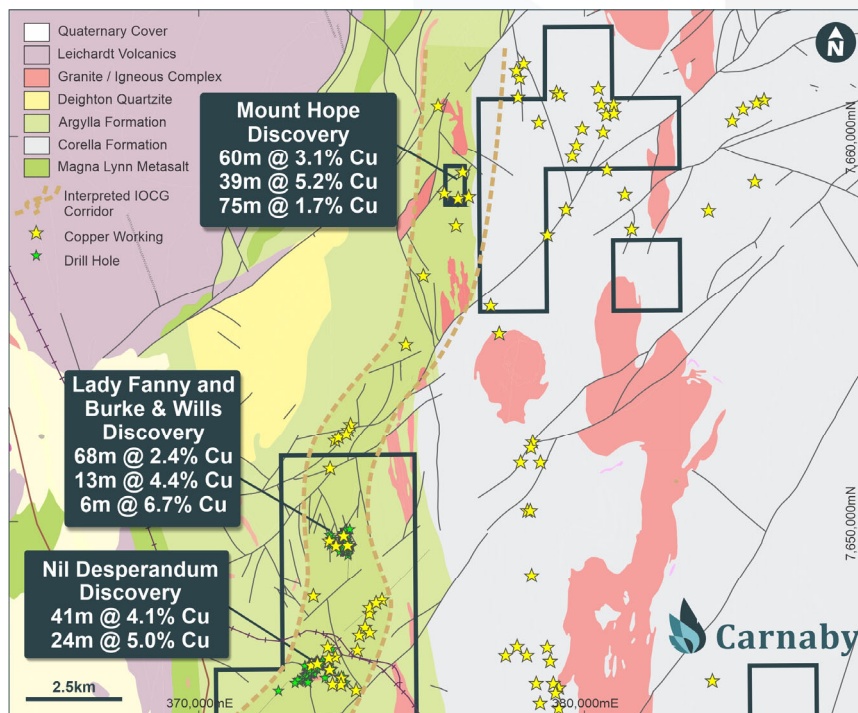 Quaternary Cover
Leichardt Volcanics
Granite / Igneous Complex
Deighton Quartzite
Argylla Formation
Corella Formation
Magna Lynn Metasalt
Interpreted IOCG
Corridor
Copper Working
Drill Hole
Mount Hope
Discovery
60m @ 3.1% Cu
39m @ 5.2% Cu
75m @ 1.7% Cu
N
7,660,000mN
Lady Fanny and
Burke & Wills
Discovery
68m @ 2.4% Cu
13m @ 4.4% Cu
6m @ 6.7% Cu
7,650,000mN
Nil Desperandum
Discovery
41m @ 4.1% Cu
24m @ 5.0% Cu
Carnaby
2.5km
370,000mE
380,000mE